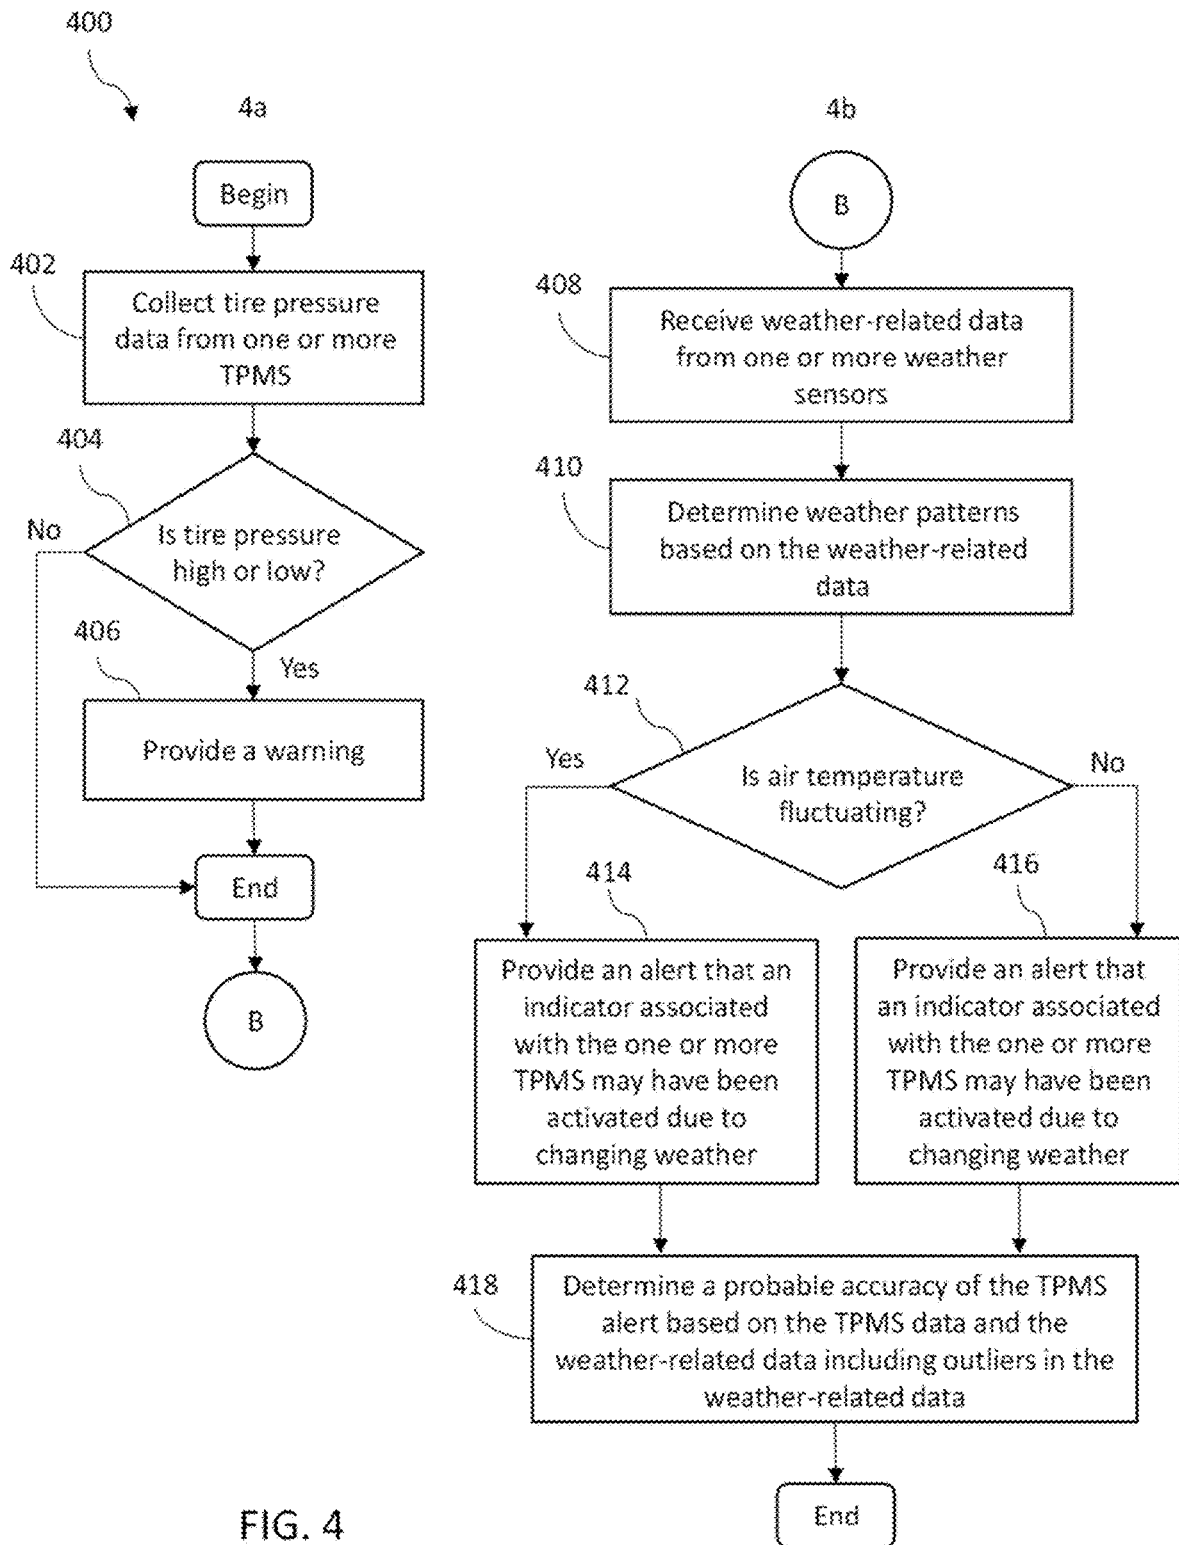 400
4a
Begin
402
Collect tire pressure
data from one or more
TPMS
404
No
Is tire pressure
high or low?
406
Yes
Provide a warning
End
B
4b
B
408
Receive weather-related data
from one or more weather
sensors
410
Determine weather patterns
based on the weather-related
data
412
Yes
Is air temperature
fluctuating?
No
414
Provide an alert that an
indicator associated
with the one or more
TPMS may have been
activated due to
changing weather
416
Provide an alert that
an indicator associated
with the one or more
TPMS may have been
activated due to
changing weather
418
Determine a probable accuracy of the TPMS
alert based on the TPMS data and the
weather-related data including outliers in the
weather-related data
End
FIG. 4